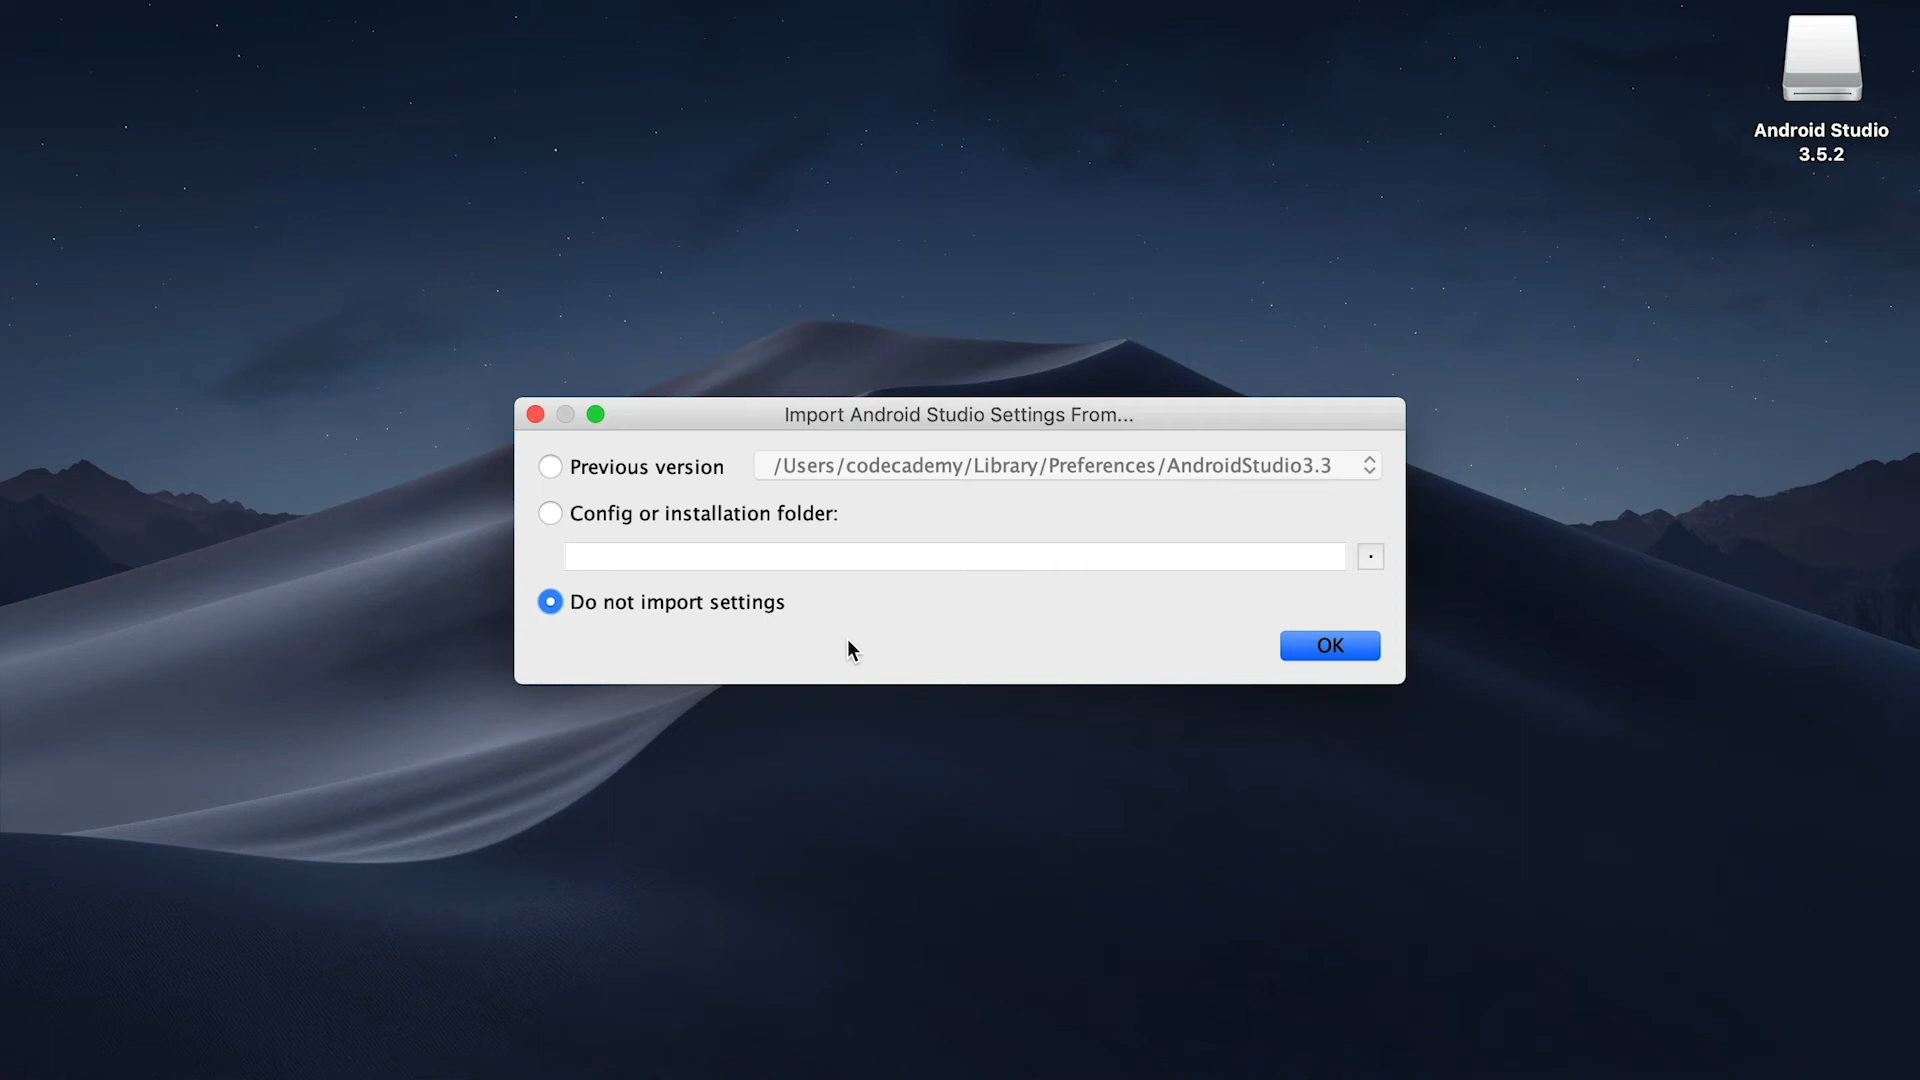 Android Studio
3.5.2
Import Android Studio Settings From...
Previous version /Users/codecademy/Library/Preferences/AndroidStudio3.3
Config or installation folder:
Do not import settings
OK